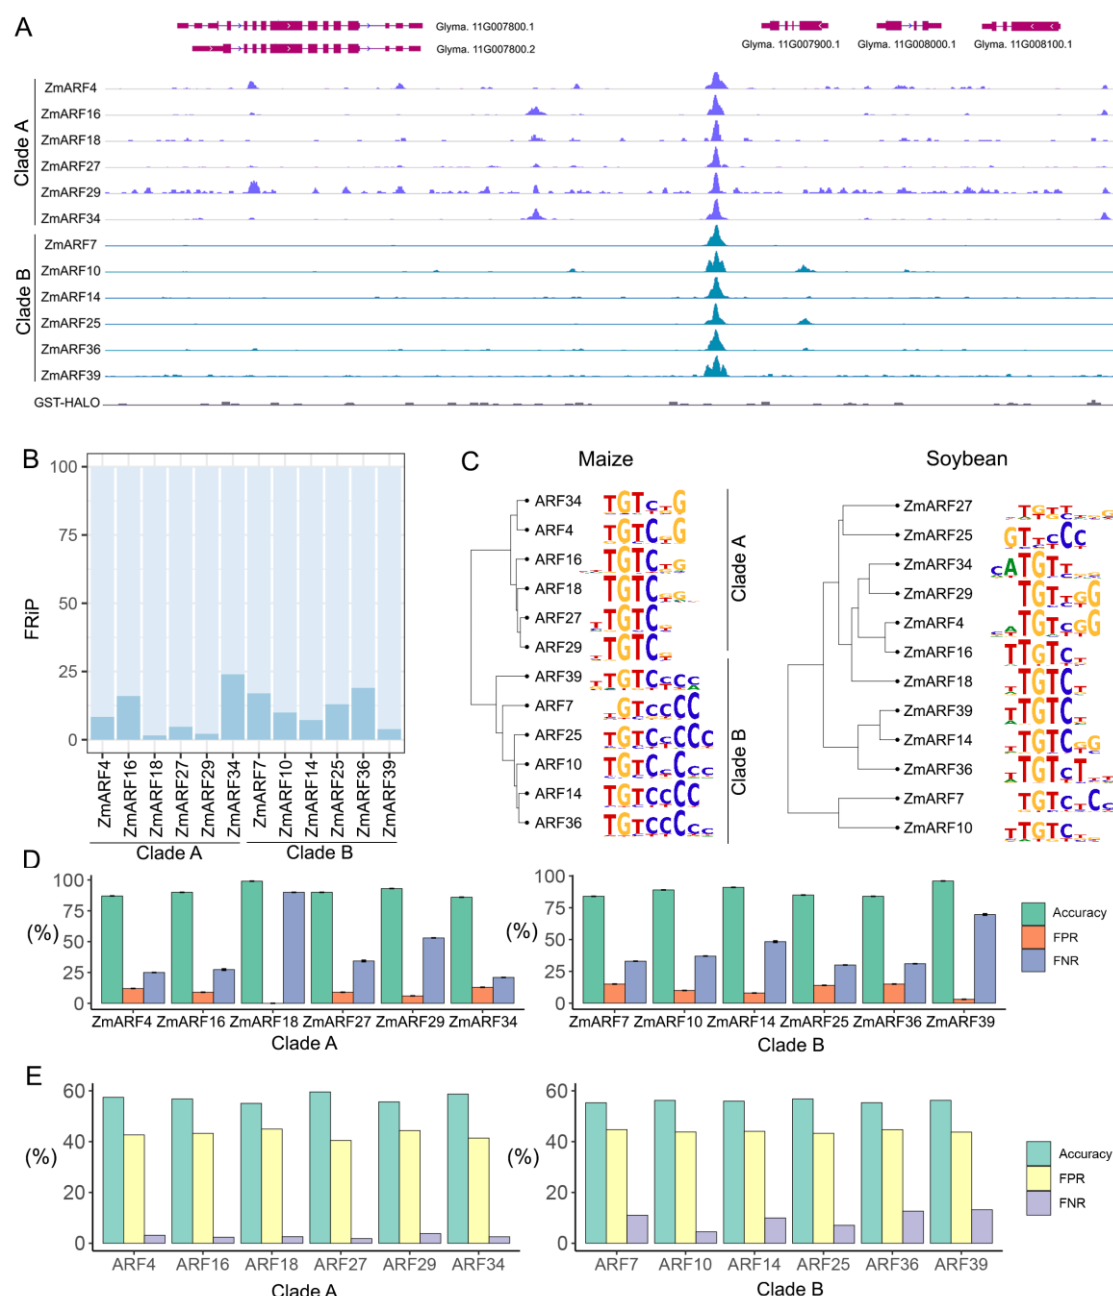 A
Glyma. 11G007800.1
Glyma. 11G007800.2
Glyma. 11G007900.1
Glyma. 11G008000.1
Glyma. 11G008100.1
Clade A
ZmARF4
ZmARF16
ZmARF18
ZmARF27
ZmARF29
ZmARF34
Clade B
ZmARF7
ZmARF10
ZmARF14
ZmARF25
ZmARF36
ZmARF39
GST-HALO
B
FRiP
100
75
50
25
0
ZmARF4
ZmARF16
ZmARF18
ZmARF27
ZmARF29
ZmARF34
ZmARF7
ZmARF10
ZmARF14
ZmARF25
ZmARF36
ZmARF39
Clade A
Clade B
C
Maize
ARF34
ARF4
ARF16
ARF18
ARF27
ARF29
ARF39
ARF7
ARF25
ARF10
ARF14
ARF36
Clade A
Clade B
Soybean
ZmARF27
ZmARF25
ZmARF34
ZmARF29
ZmARF4
ZmARF16
ZmARF18
ZmARF39
ZmARF14
ZmARF36
ZmARF7
ZmARF10
D
(%)
100
75
50
25
0
ZmARF4 ZmARF16 ZmARF18 ZmARF27 ZmARF29 ZmARF34
Clade A
(%)
100
75
50
25
0
ZmARF7 ZmARF10 ZmARF14 ZmARF25 ZmARF36 ZmARF39
Clade B
Accuracy
FPR
FNR
E
(%)
60
40
20
0
ARF4 ARF16 ARF18 ARF27 ARF29 ARF34
Clade A
(%)
60
40
20
0
ARF7 ARF10 ARF14 ARF25 ARF36 ARF39
Clade B
Accuracy
FPR
FNR